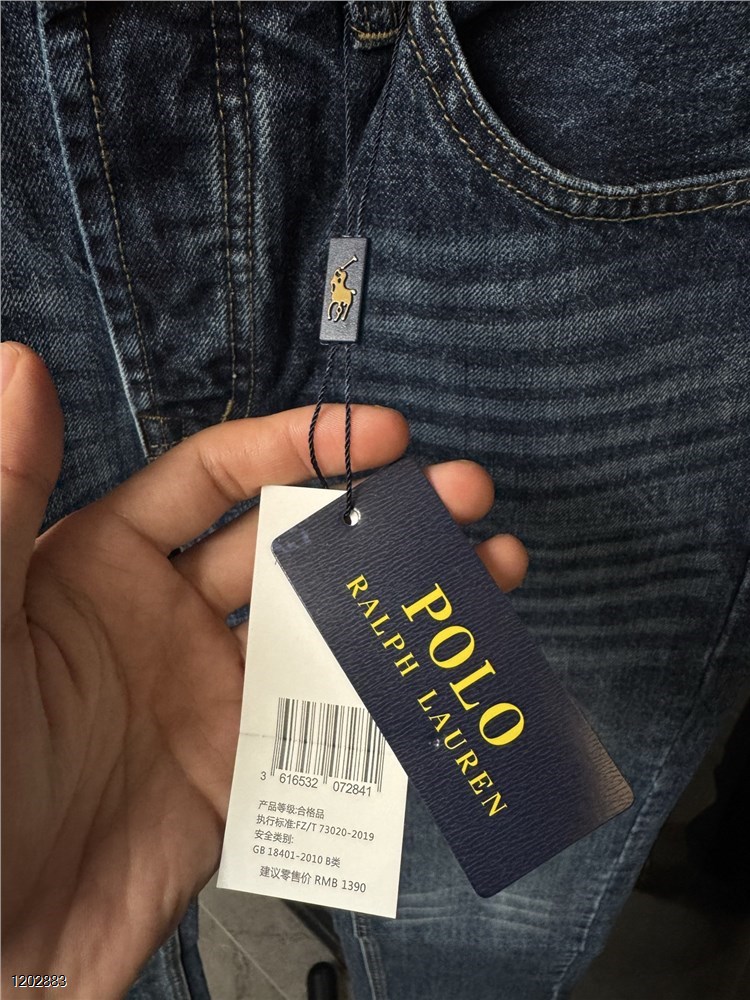 POLO
RALPH LAUREN
3 616532 072841
产品等级:合格品
执行标准:FZ/T 73020-2019
安全类别:
GB 18401-2010 B类
建议零售价 RMB 1390
1202883